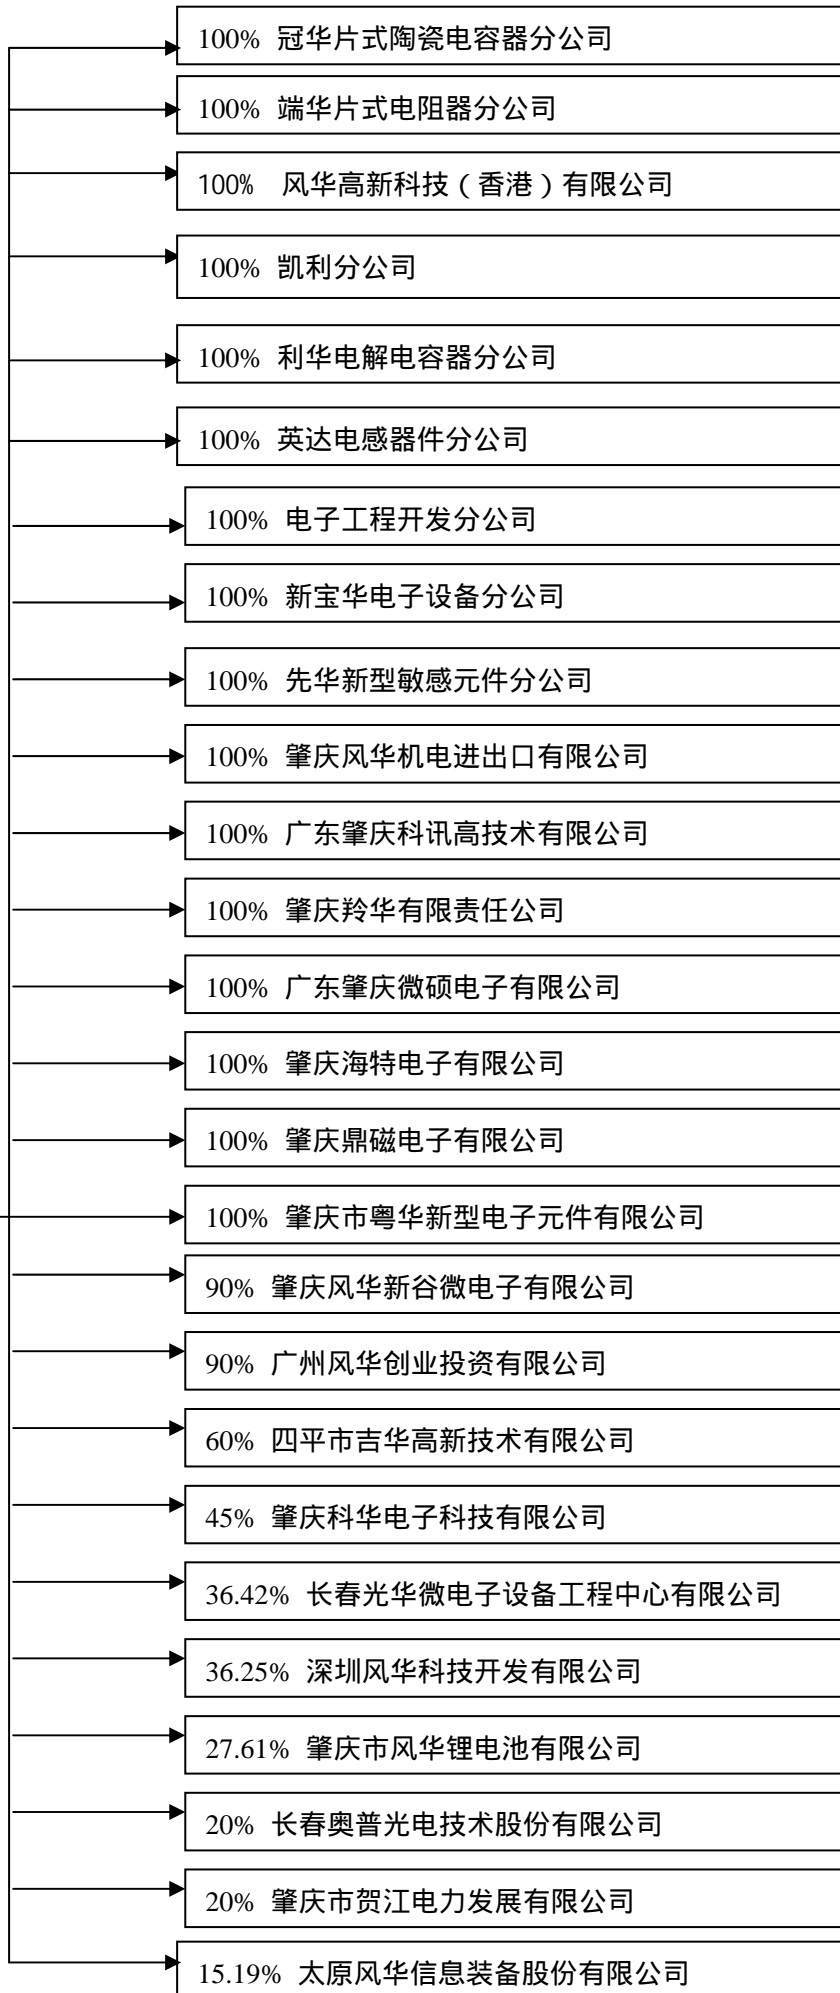 100% 冠华片式陶瓷电容器分公司
100% 端华片式电阻器分公司
100% 风华高新科技（香港）有限公司
100% 凯利分公司
100% 利华电解电容器分公司
100% 英达电感器件分公司
100% 电子工程开发分公司
100% 新宝华电子设备分公司
100% 先华新型敏感元件分公司
100% 肇庆风华机电进出口有限公司
100% 广东肇庆科讯高技术有限公司
100% 肇庆羚华有限责任公司
100% 广东肇庆微硕电子有限公司
100% 肇庆海特电子有限公司
100% 肇庆鼎磁电子有限公司
100% 肇庆市粤华新型电子元件有限公司
90% 肇庆风华新谷微电子有限公司
90% 广州风华创业投资有限公司
60% 四平市吉华高新技术有限公司
45% 肇庆科华电子科技有限公司
36.42% 长春光华微电子设备工程中心有限公司
36.25% 深圳风华科技开发有限公司
27.61% 肇庆市风华锂电池有限公司
20% 长春奥普光电技术股份有限公司
20% 肇庆市贺江电力发展有限公司
15.19% 太原风华信息装备股份有限公司